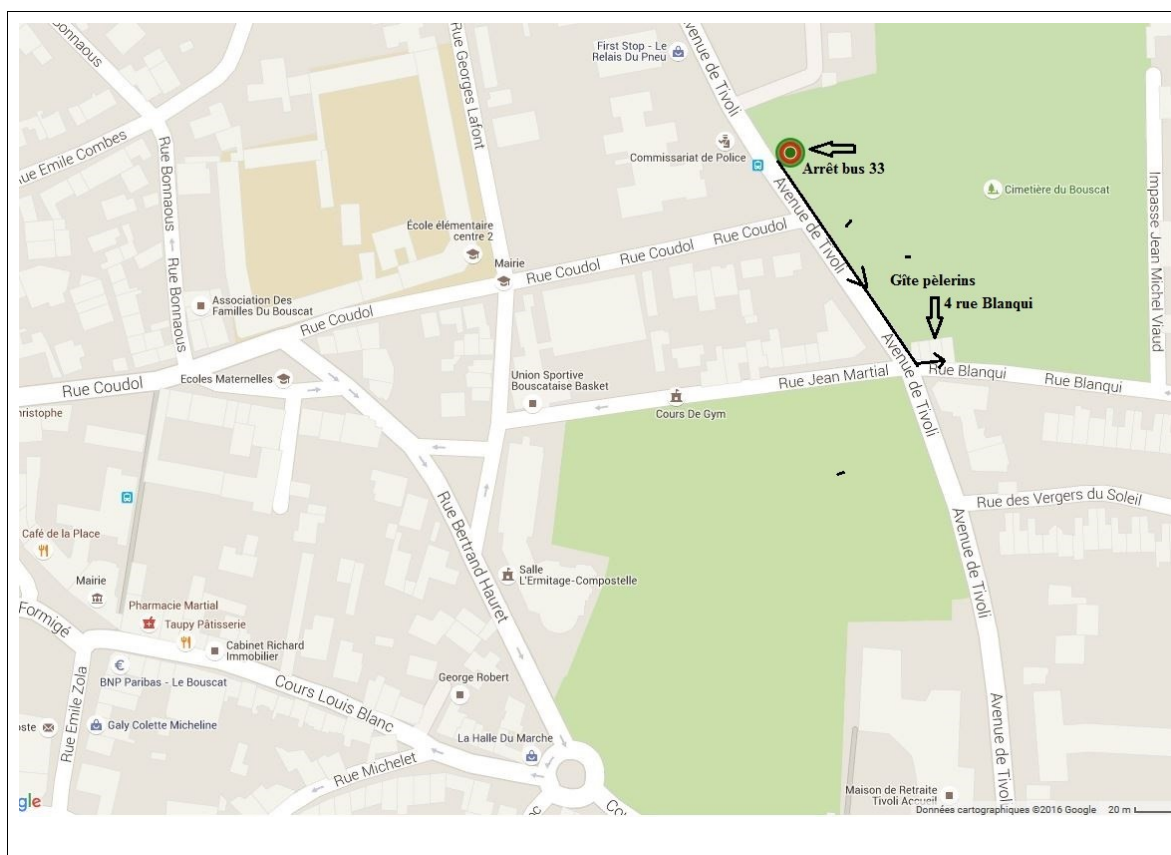 Bonnaous
Rue Emile Combes
Rue Bonnaous
Rue Bonnaous
Rue Georges Lafont
First Stop - Le
Relais Du Pneu
Avenue de Tivoli
Commissariat de Police
Arrêt bus 33
Cimetière du Bouscat
Impasse Jean Michel Viaud
École élémentaire
centre 2
Mairie
Rue Coudol
Rue Coudol
Rue Coudol
Avenue de Tivoli
Gîte pèlerins
4 rue Blanqui
Association Des
Familles Du Bouscat
Rue Coudol
Rue Coudol
Ecoles Maternelles
Union Sportive
Bouscataise Basket
Rue Jean Martial
Cours De Gym
Avenue de Tivoli
Rue Blanqui
Rue Blanqui
hristophe
Rue des Vergers du Soleil
Avenue de Tivoli
Rue Bertrand Hauret
Café de la Place
Mairie
Salle
L'Ermitage-Compostelle
Formigé
Pharmacie Martial
Taupy Pâtisserie
Cabinet Richard
Immobilier
BNP Paribas - Le Bouscat
Cours Louis Blanc
George Robert
Rue Emile Zola
oste
Galy Colette Micheline
La Halle Du Marche
Rue Michelet
Avenue de Tivoli
Maison de Retraite
Tivoli Accueil
gle
Cou
Données cartographiques ©2016 Google 20 m